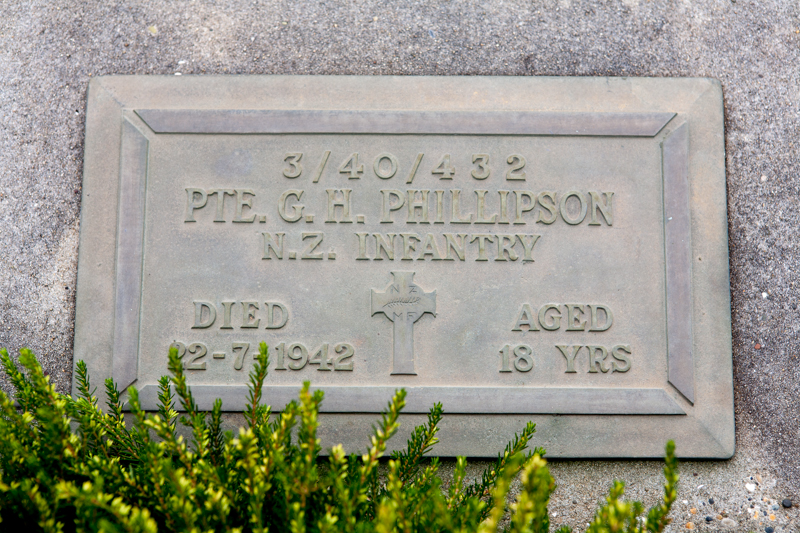 3/40/432
PTE. G. H. PHILLIPSON
N.Z. INFANTRY
N Z
M F
DIED AGED
22-7-1942 18 YRS